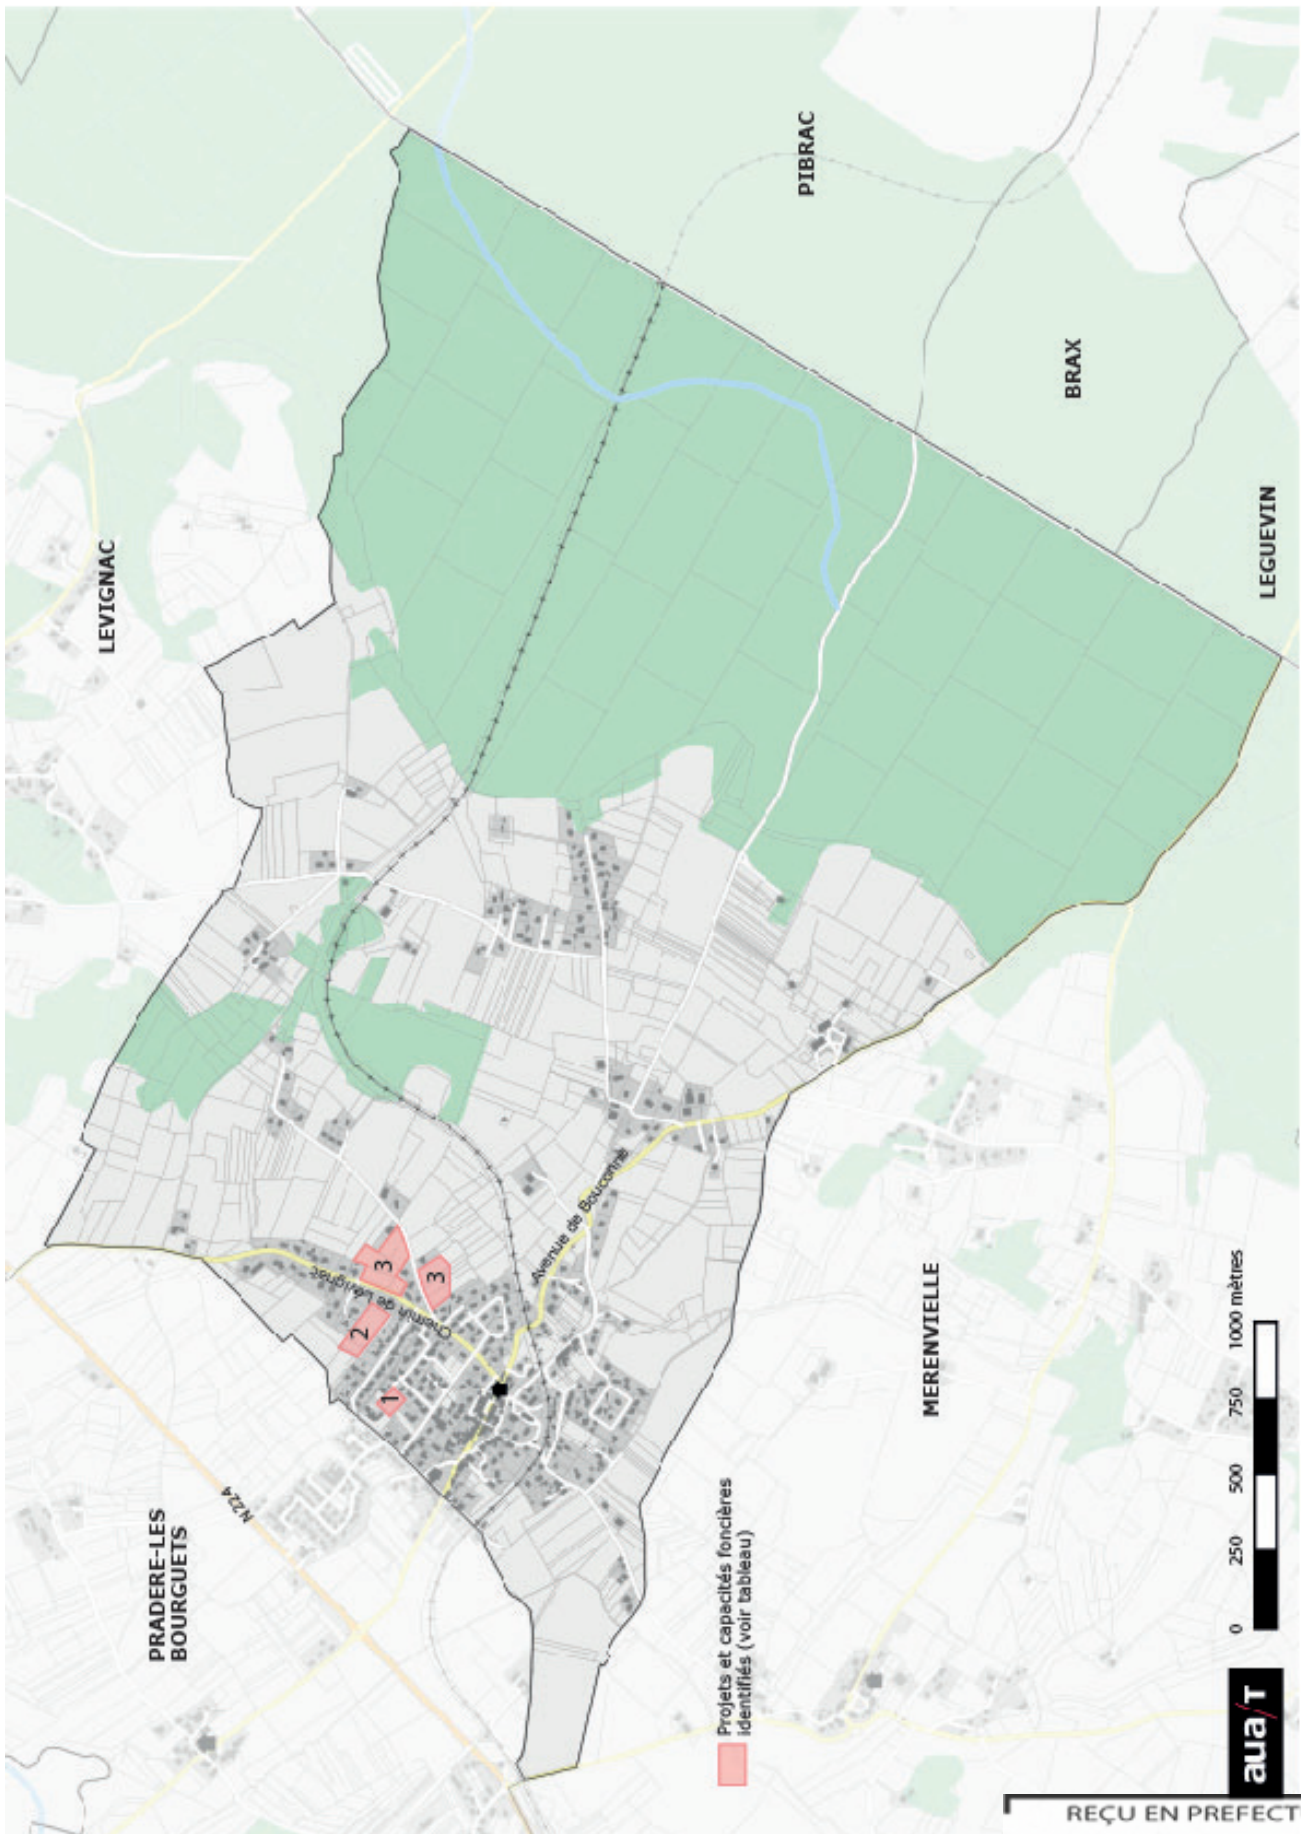 PRADERE-LES
BOURGUETS
N224
LEVIGNAC
PIBRAC
BRAX
LEGUEVIN
MERENVIELLE
Chemin de Lévignac
Avenue de Bouconne
1
2
3
3
Projets et capacités foncières
identifiés (voir tableau)
0 250 500 750 1000 mètres
aua/T
REÇU EN PREFECT